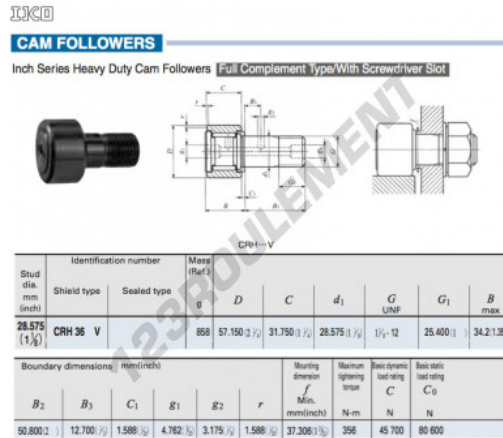 IKO
CAM FOLLOWERS
Inch Series Heavy Duty Cam Followers Full Complement Type/With Screwdriver Slot
CRH···V
Stud dia. mm (inch) Identification number Mass (Ref.) g
Shield type Sealed type D C d1 G UNF G1 B max
28.575 CRH 36 V 858 57.150 31.750 28.575 - 12 25.400 34.2
Boundary dimensions mm(inch) Mounting dimension f Min. mm(inch) Maximum tightening torque N-m Basic dynamic load rating C N Basic static load rating C0 N
B2 B3 C1 g1 g2 r
50.800 12.700 1.588 4.762 3.175 1.588 37.306 356 45 700 80 600
123ROULEMENT